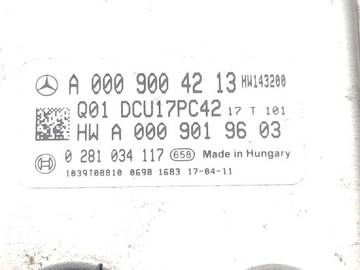 A 000 900 42 13 HW143200
Q01 DCU17PC42 17 T 101
HW A 000 901 96 03
0 281 034 117 658 Made in Hungary
1039T08810 0698 1683 17-04-11